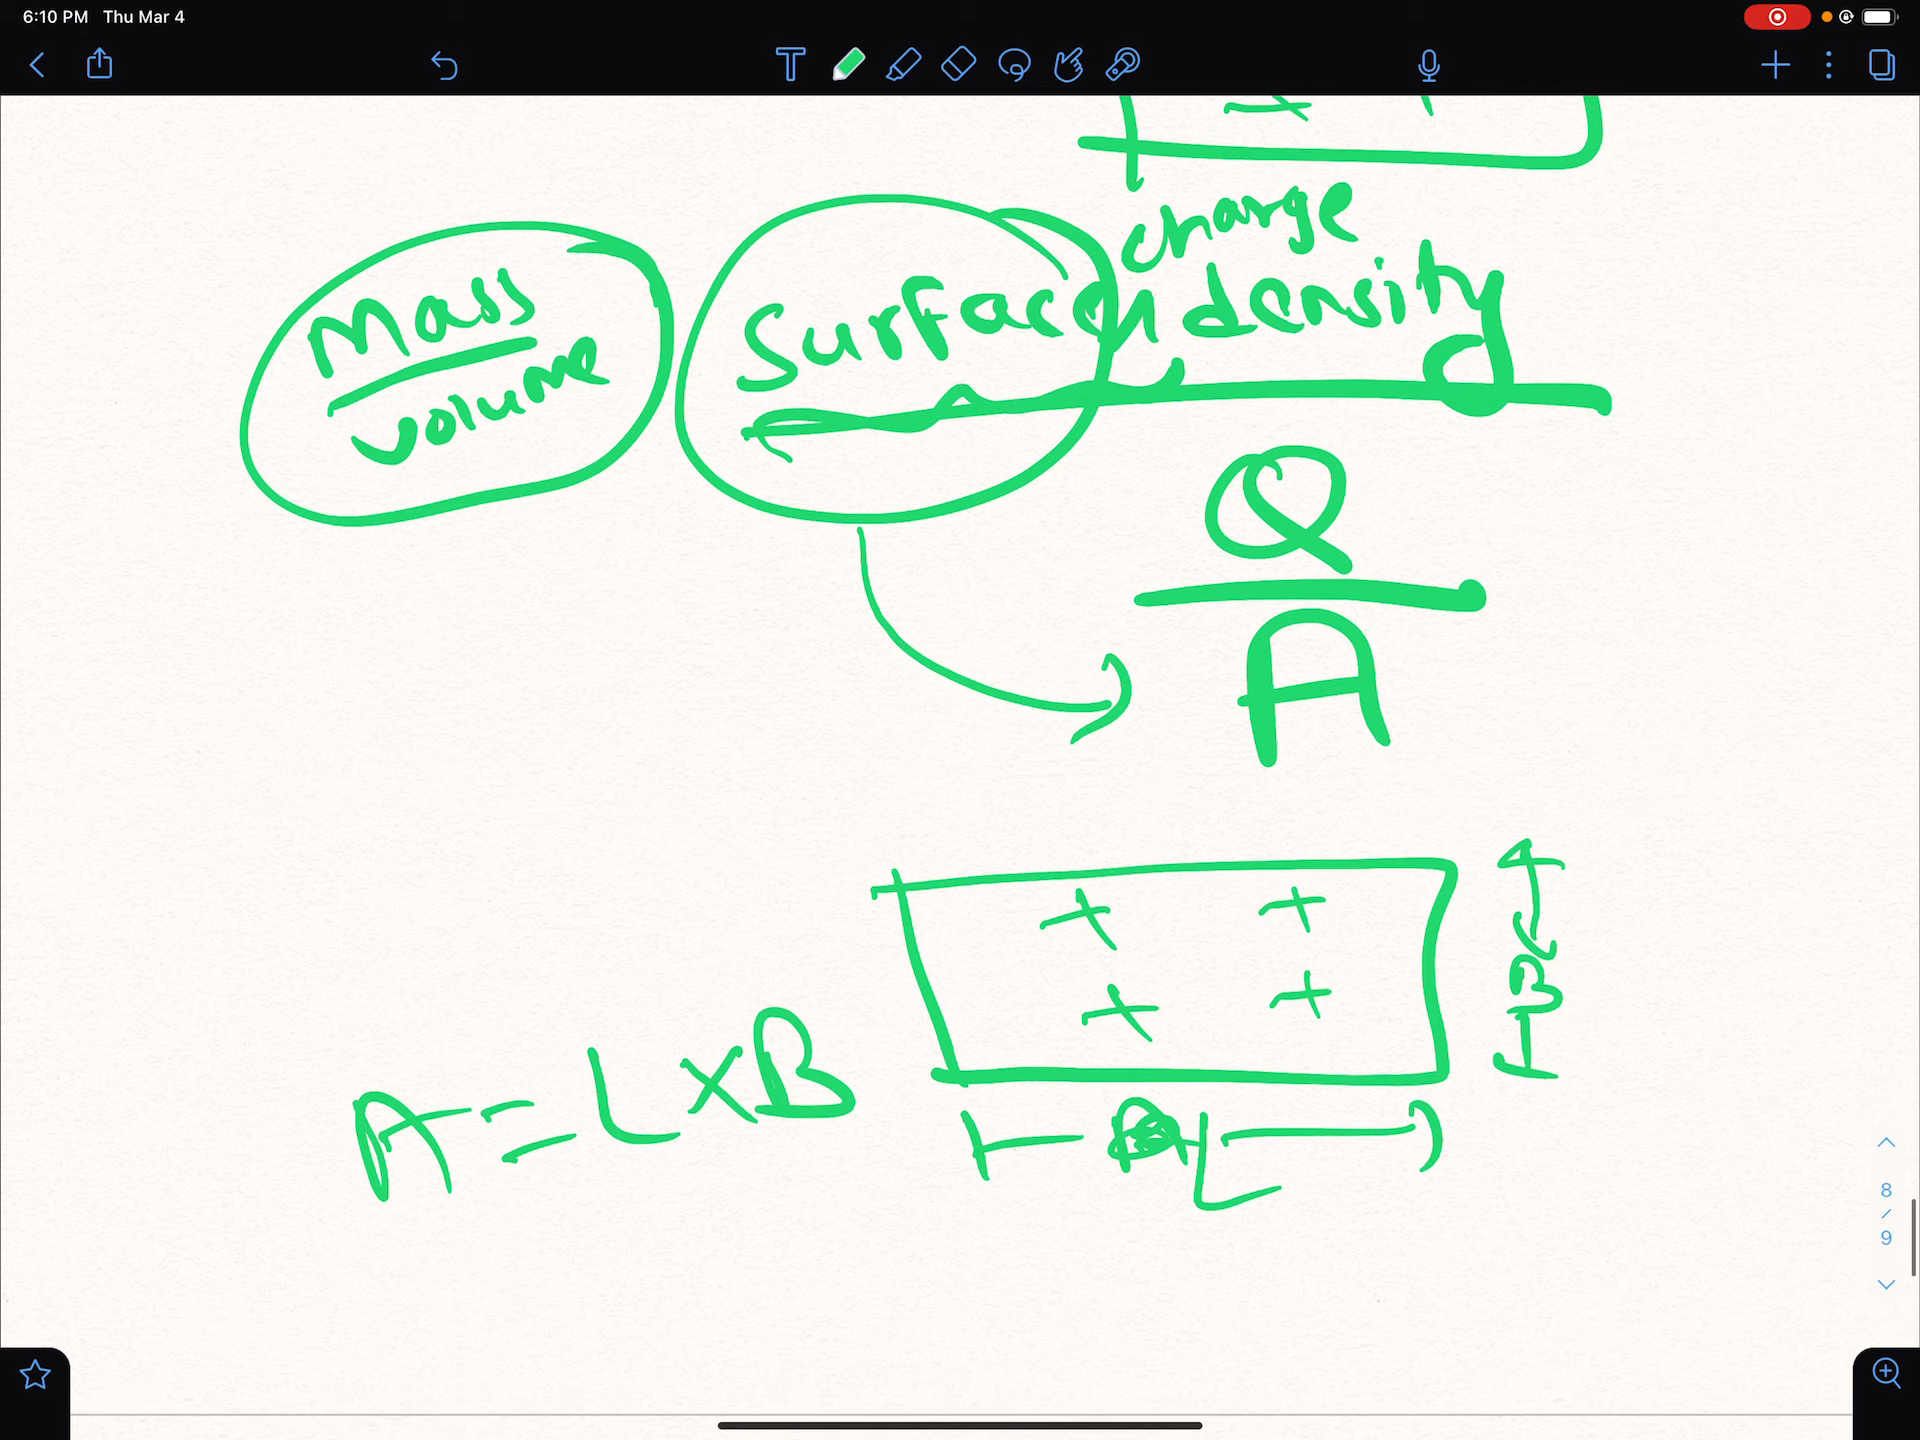 6:10 PM Thu Mar 4
T
charge
Mass
volume
Surface density
Q
A
B
A = L × B
L
8
/
9